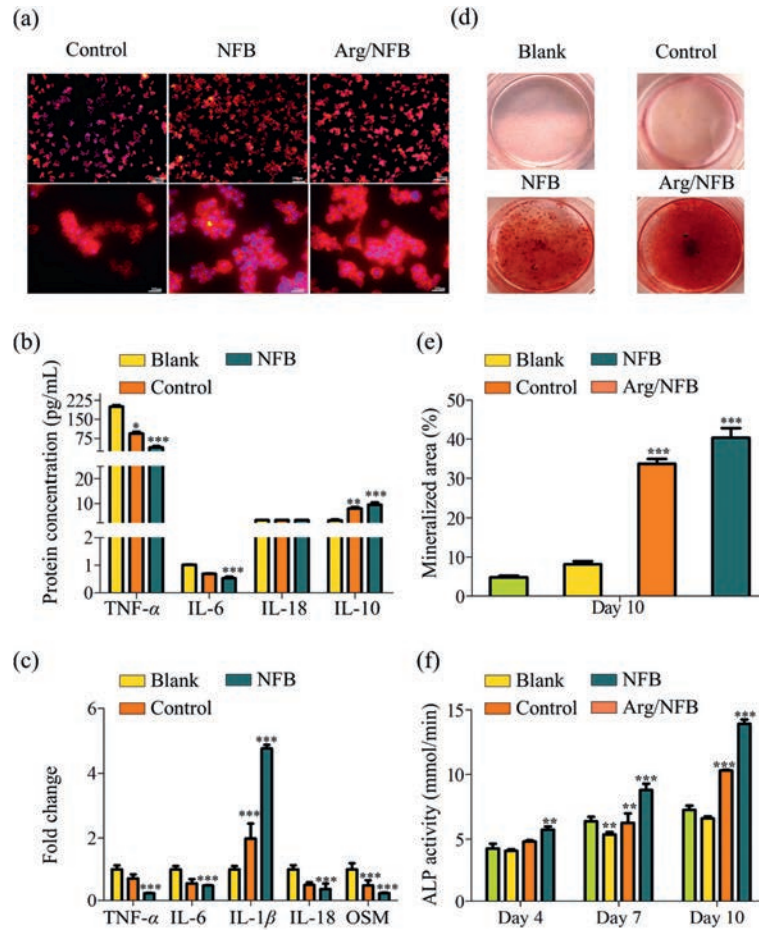 (a)
Control NFB Arg/NFB
(d)
Blank Control
NFB Arg/NFB
(b)
Blank NFB
Control
Protein concentration (pg/mL)
225
150
75
20
10
2
1
0
* *** *** ** ***
TNF-α IL-6 IL-18 IL-10
(e)
Blank NFB
Control Arg/NFB
Mineralized area (%)
50
40
30
20
10
0
*** ***
Day 10
(c)
Blank NFB
Control
Fold change
6
4
2
0
*** *** *** *** *** *** ***
TNF-α IL-6 IL-1β IL-18 OSM
(f)
Blank NFB
Control Arg/NFB
ALP activity (mmol/min)
15
10
5
0
** ** ** *** *** ***
Day 4 Day 7 Day 10